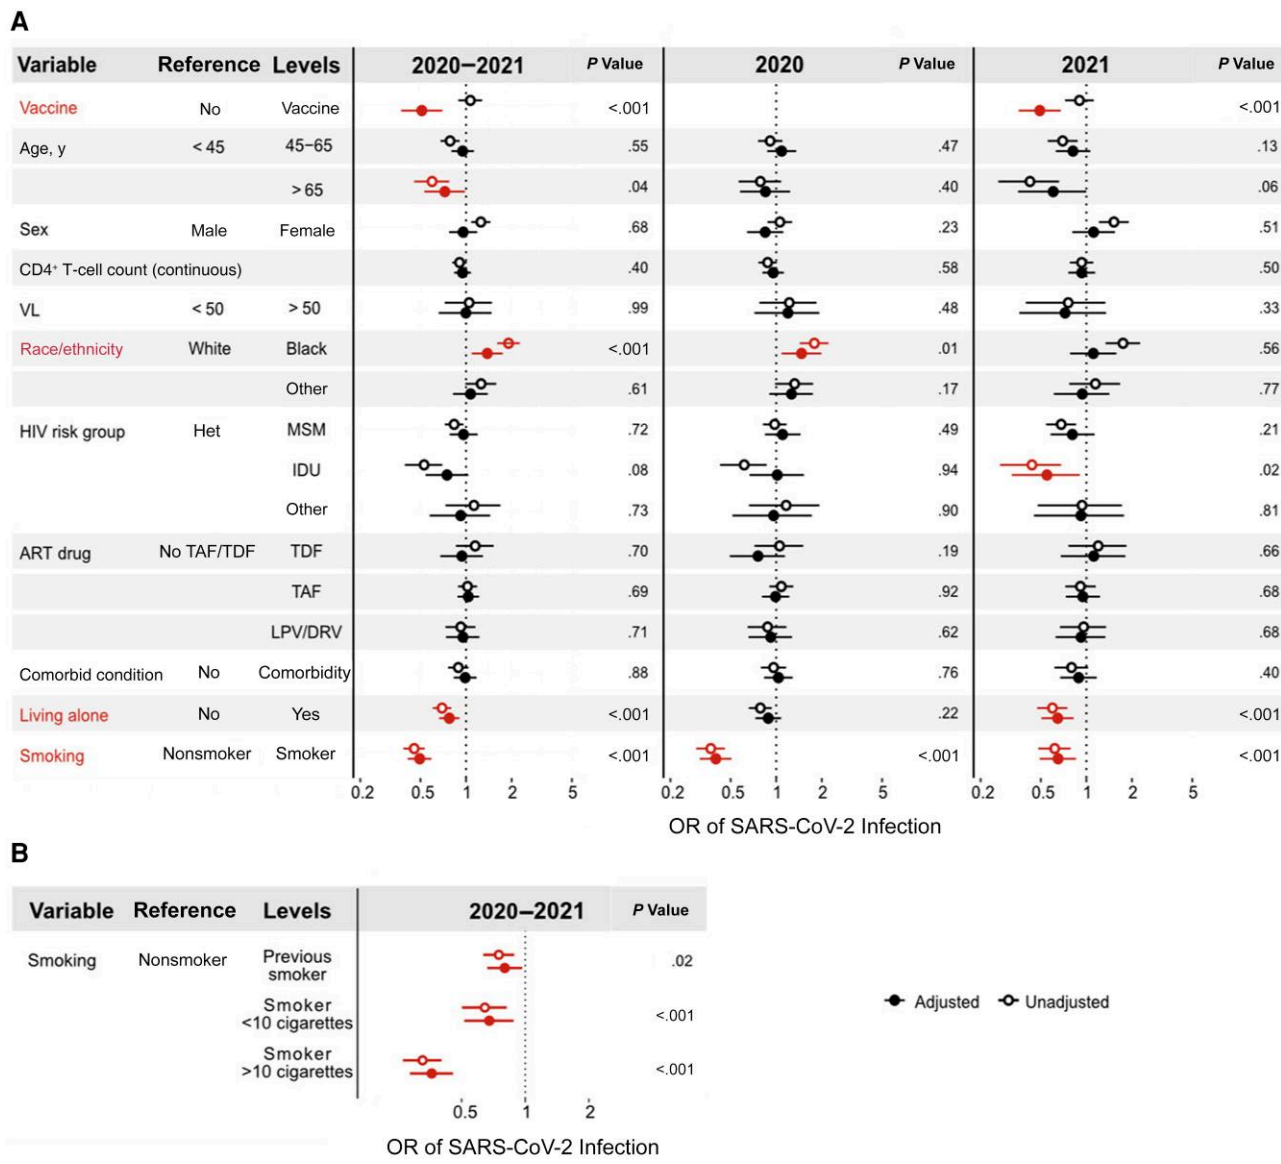 A
Variable Reference Levels 2020–2021 P Value 2020 P Value 2021 P Value
Vaccine No Vaccine <.001 <.001
Age, y < 45 45–65 .55 .47 .13
> 65 .04 .40 .06
Sex Male Female .68 .23 .51
CD4⁺ T-cell count (continuous) .40 .58 .50
VL < 50 > 50 .99 .48 .33
Race/ethnicity White Black <.001 .01 .56
Other .61 .17 .77
HIV risk group Het MSM .72 .49 .21
IDU .08 .94 .02
Other .73 .90 .81
ART drug No TAF/TDF TDF .70 .19 .66
TAF .69 .92 .68
LPV/DRV .71 .62 .68
Comorbid condition No Comorbidity .88 .76 .40
Living alone No Yes <.001 .22 <.001
Smoking Nonsmoker Smoker <.001 <.001 <.001
0.2 0.5 1 2 5 0.2 0.5 1 2 5 0.2 0.5 1 2 5
OR of SARS-CoV-2 Infection
B
Variable Reference Levels 2020–2021 P Value
Smoking Nonsmoker Previous .02
smoker
Smoker
<10 cigarettes <.001
Smoker
>10 cigarettes <.001
Adjusted Unadjusted
0.5 1 2
OR of SARS-CoV-2 Infection